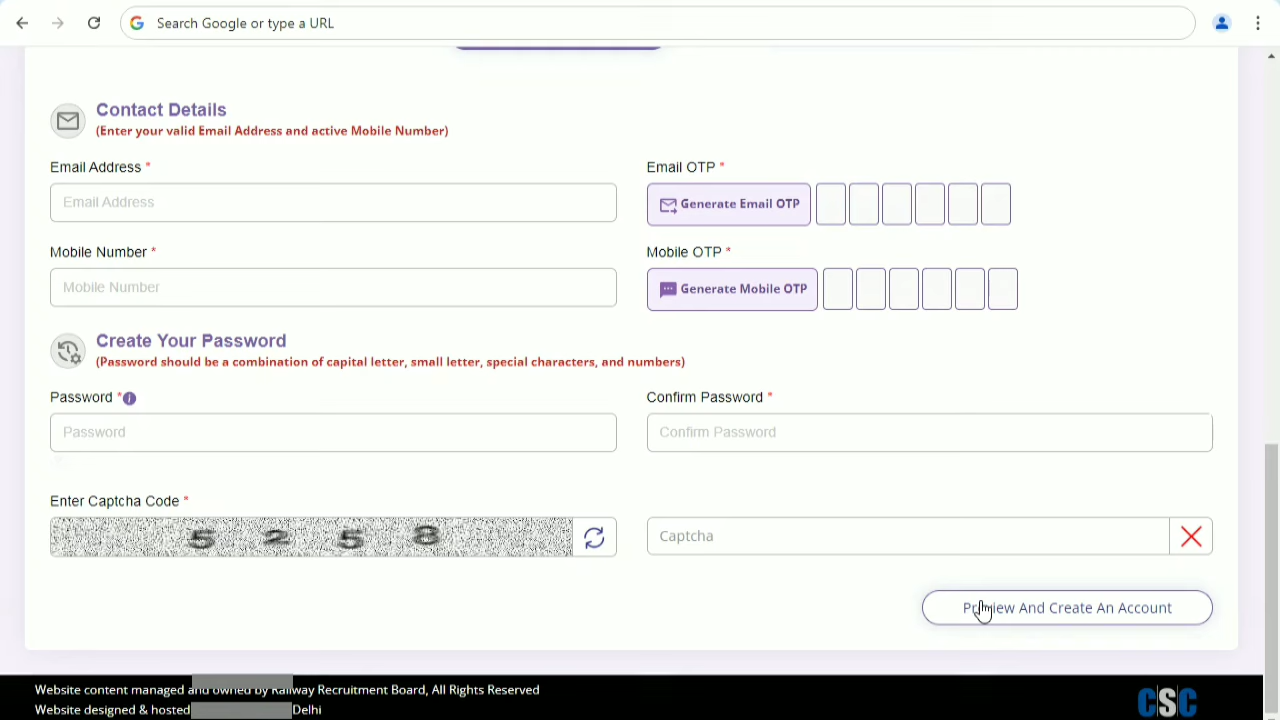 Search Google or type a URL
Contact Details
(Enter your valid Email Address and active Mobile Number)
Email Address *
Email OTP *
Email Address
Generate Email OTP
Mobile Number *
Mobile OTP *
Mobile Number
Generate Mobile OTP
Create Your Password
(Password should be a combination of capital letter, small letter, special characters, and numbers)
Password * i
Confirm Password *
Password
Confirm Password
Enter Captcha Code *
5 2 5 8
Captcha
Preview And Create An Account
Website content managed and owned by Railway Recruitment Board, All Rights Reserved
Website designed & hosted Delhi
CSC